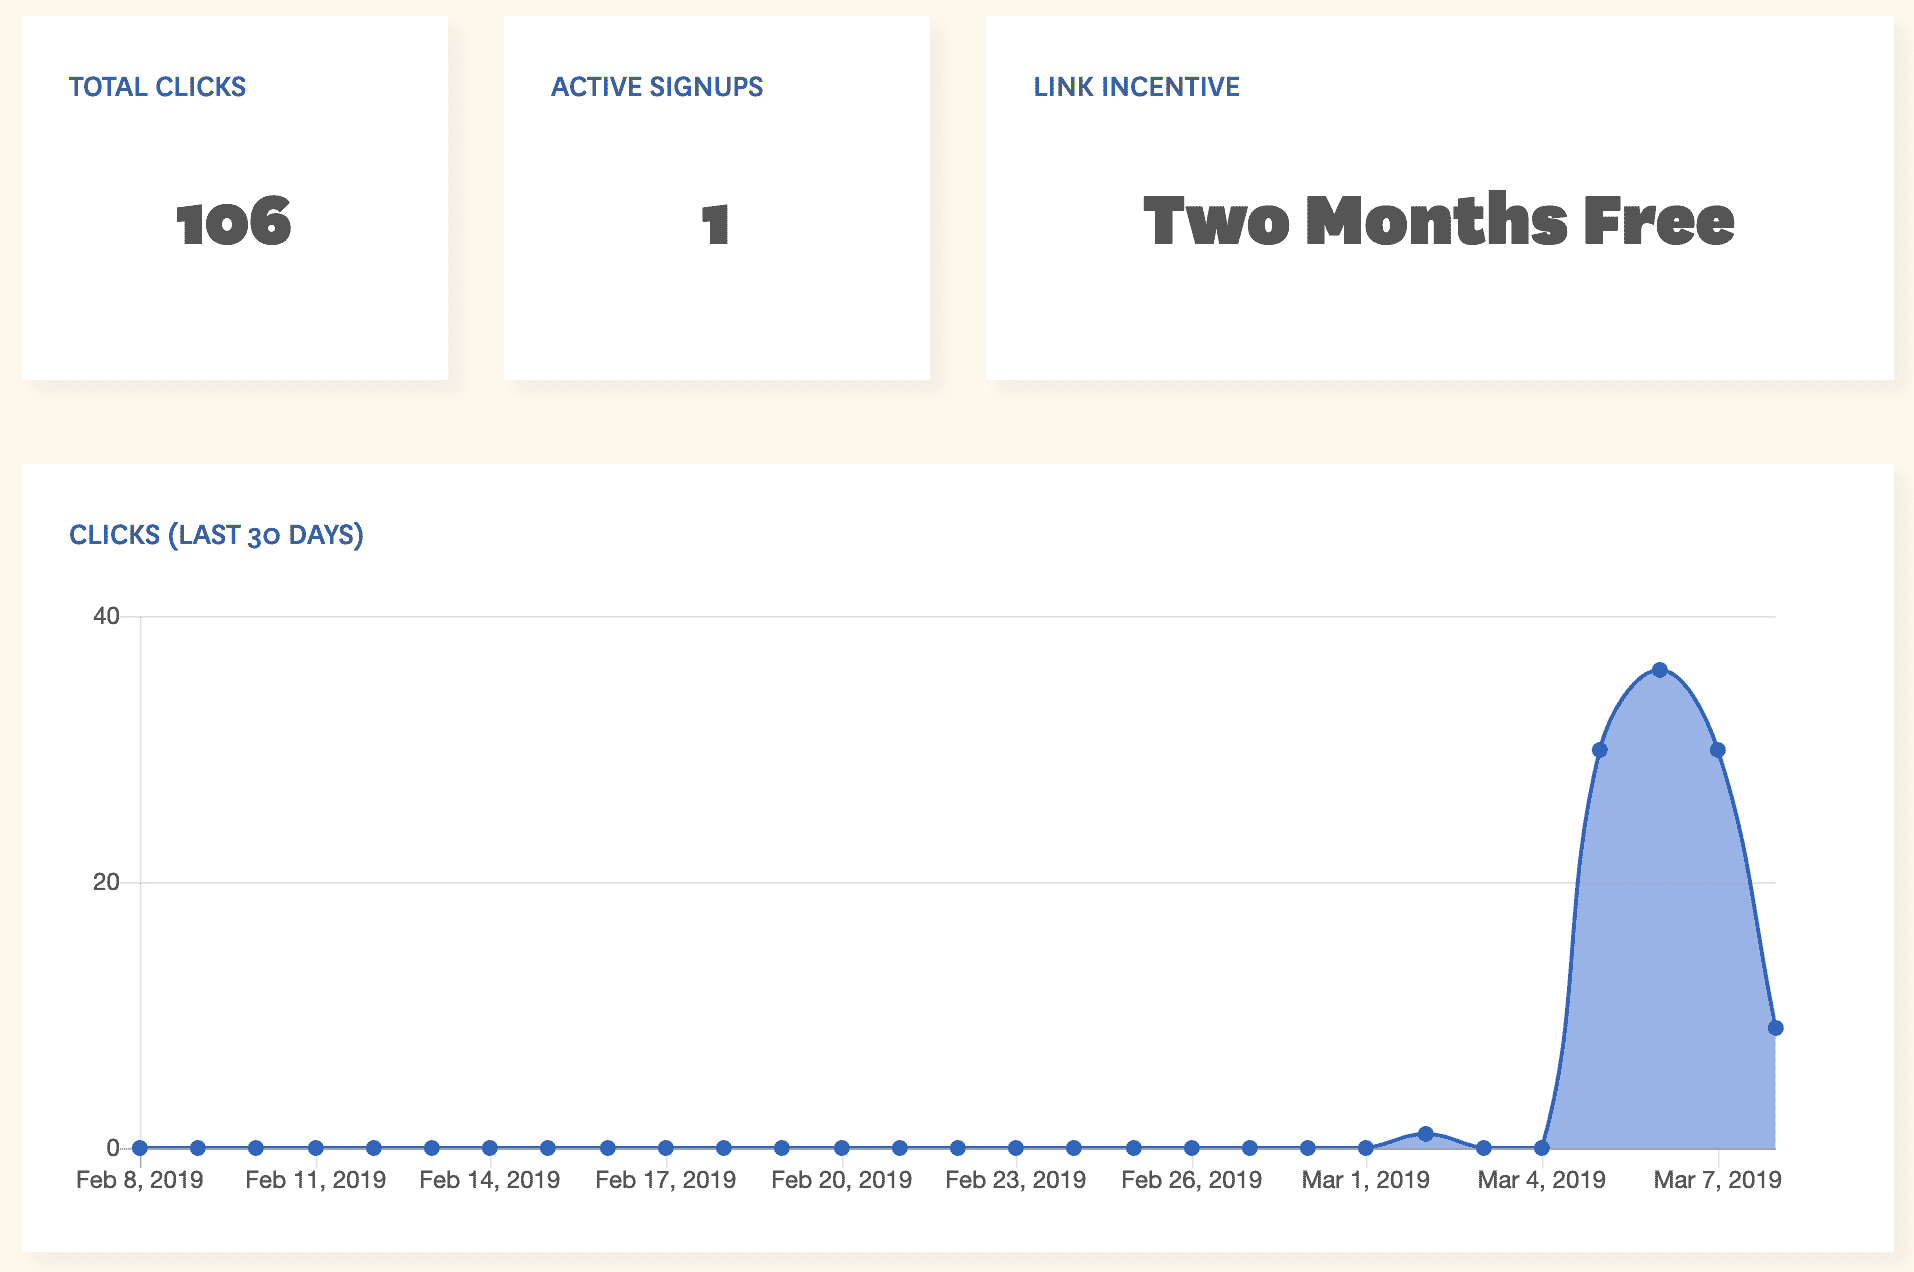 TOTAL CLICKS
106
ACTIVE SIGNUPS
1
LINK INCENTIVE
Two Months Free
CLICKS (LAST 30 DAYS)
40
20
0
Feb 8, 2019 Feb 11, 2019 Feb 14, 2019 Feb 17, 2019 Feb 20, 2019 Feb 23, 2019 Feb 26, 2019 Mar 1, 2019 Mar 4, 2019 Mar 7, 2019